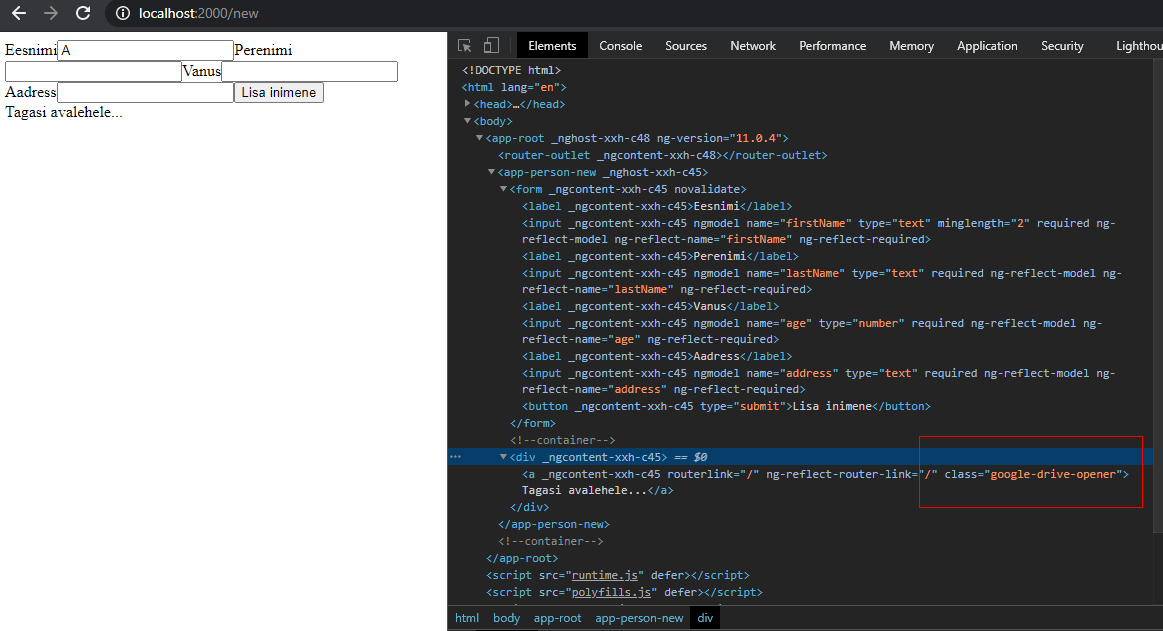 localhost:2000/new
Eesnimi A Perenimi
Vanus
Aadress Lisa inimene
Tagasi avalehele...
Elements Console Sources Network Performance Memory Application Security Lighthou
<!DOCTYPE html>
<html lang="en">
<head>…</head>
<body>
<app-root _nghost-xxh-c48 ng-version="11.0.4">
<router-outlet _ngcontent-xxh-c48></router-outlet>
<app-person-new _nghost-xxh-c45>
<form _ngcontent-xxh-c45 novalidate>
<label _ngcontent-xxh-c45>Eesnimi</label>
<input _ngcontent-xxh-c45 ngmodel name="firstName" type="text" minglength="2" required ng-
reflect-model ng-reflect-name="firstName" ng-reflect-required>
<label _ngcontent-xxh-c45>Perenimi</label>
<input _ngcontent-xxh-c45 ngmodel name="lastName" type="text" required ng-reflect-model ng-
reflect-name="lastName" ng-reflect-required>
<label _ngcontent-xxh-c45>Vanus</label>
<input _ngcontent-xxh-c45 ngmodel name="age" type="number" required ng-reflect-model ng-
reflect-name="age" ng-reflect-required>
<label _ngcontent-xxh-c45>Aadress</label>
<input _ngcontent-xxh-c45 ngmodel name="address" type="text" required ng-reflect-model ng-
reflect-name="address" ng-reflect-required>
<button _ngcontent-xxh-c45 type="submit">Lisa inimene</button>
</form>
<!--container-->
… <div _ngcontent-xxh-c45> == $0
<a _ngcontent-xxh-c45 routerlink="/" ng-reflect-router-link="/" class="google-drive-opener">
Tagasi avalehele...</a>
</div>
</app-person-new>
<!--container-->
</app-root>
<script src="runtime.js" defer></script>
<script src="polyfills.js" defer></script>
html body app-root app-person-new div